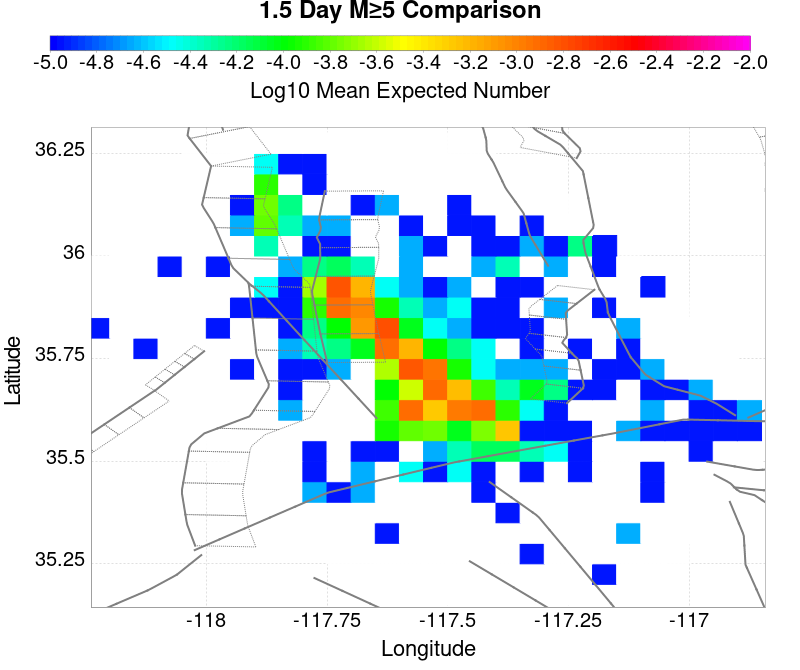 1.5 Day M≥5 Comparison
-5.0 -4.8 -4.6 -4.4 -4.2 -4.0 -3.8 -3.6 -3.4 -3.2 -3.0 -2.8 -2.6 -2.4 -2.2 -2.0
Log10 Mean Expected Number
36.25
36
35.75
35.5
35.25
Latitude
-118 -117.75 -117.5 -117.25 -117
Longitude